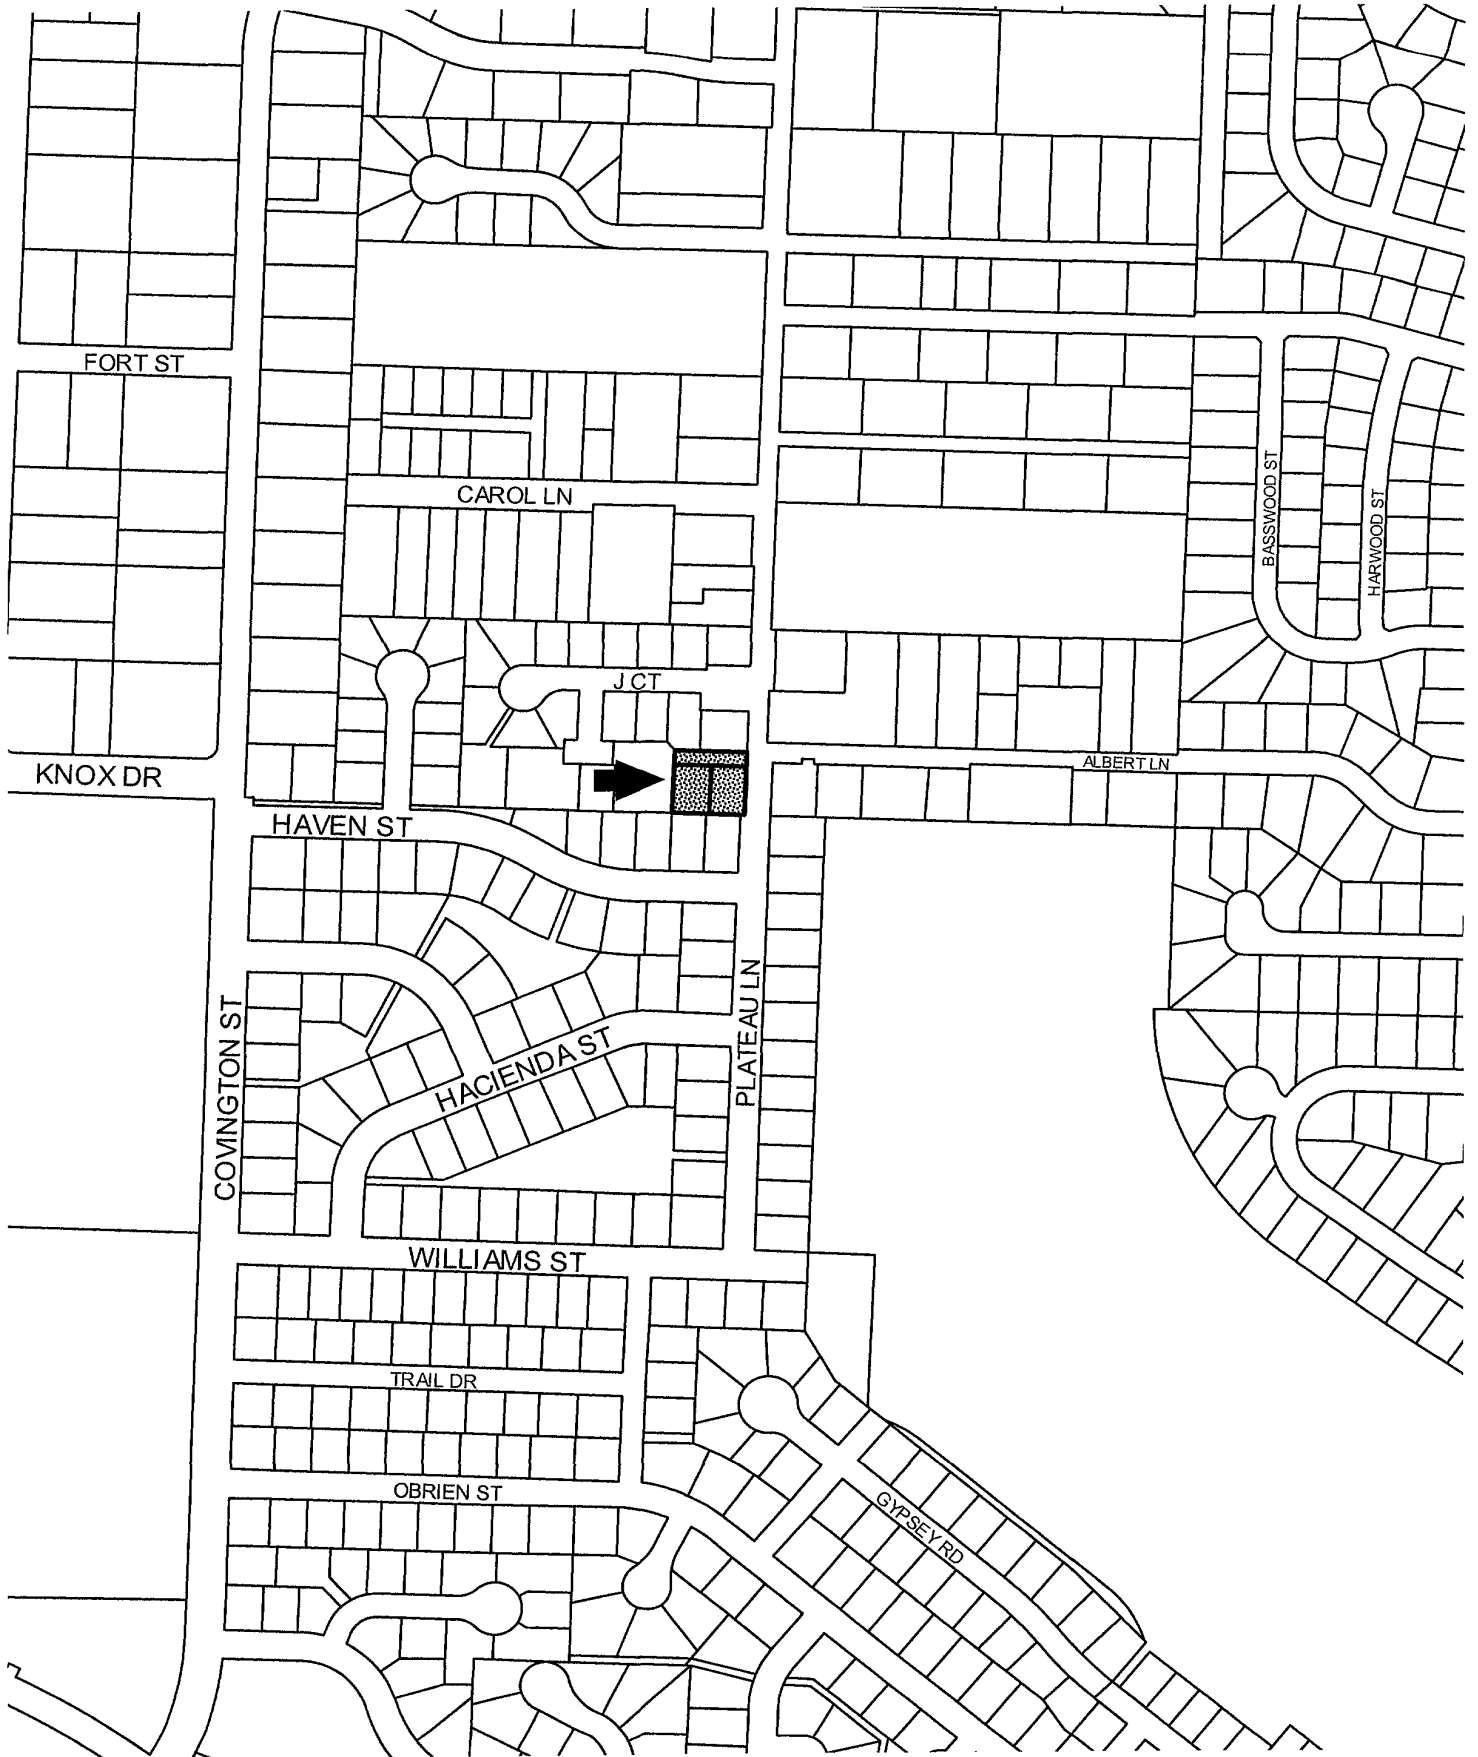 FORT ST
CAROL LN
BASSWOOD ST
HARWOOD ST
J CT
KNOX DR
ALBERT LN
HAVEN ST
COVINGTON ST
HACIENDA ST
PLATEAU LN
WILLIAMS ST
TRAIL DR
OBRIEN ST
GYPSEY RD